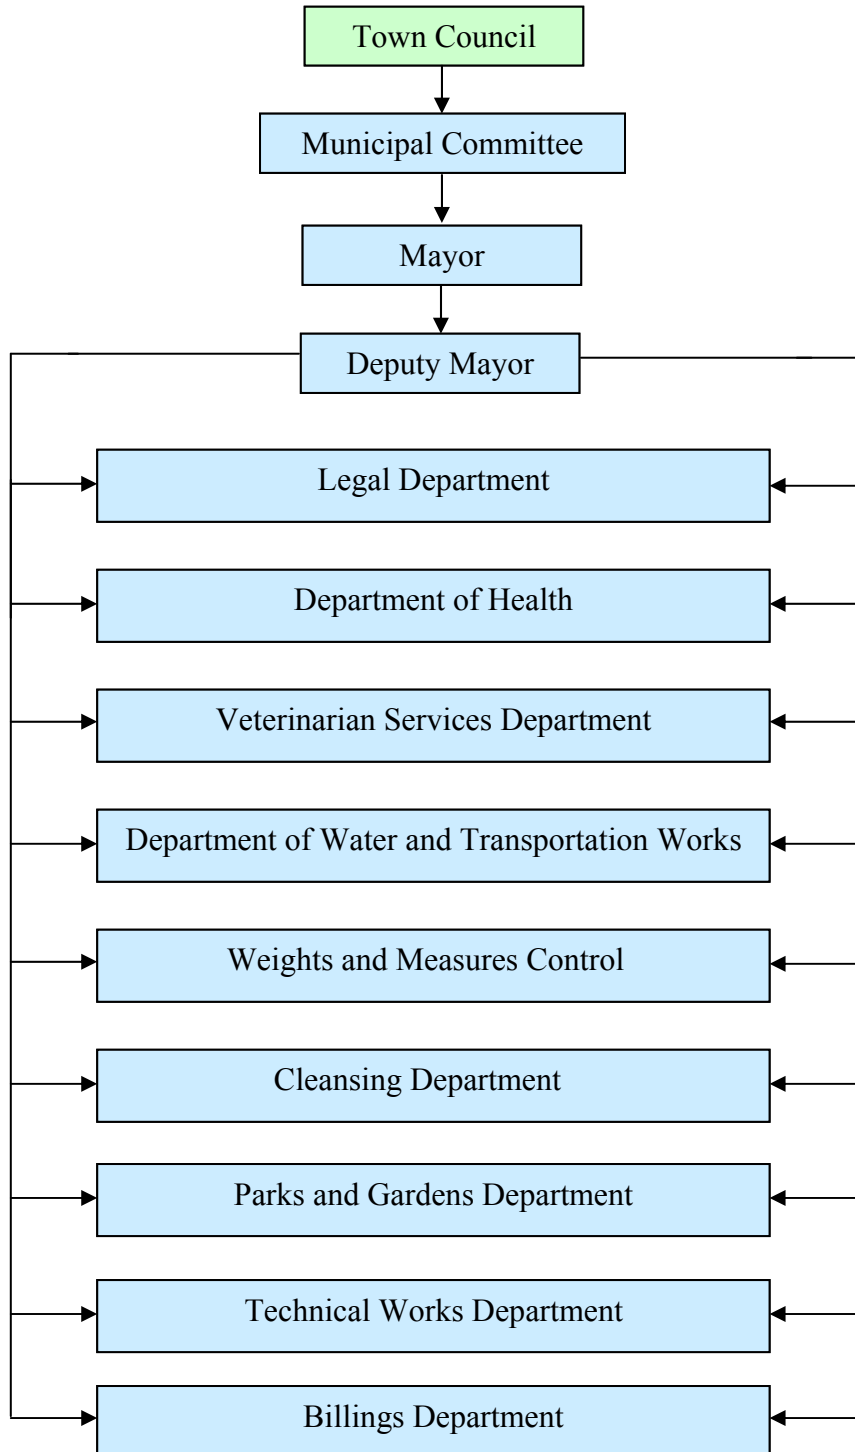 Town Council
Municipal Committee
Mayor
Deputy Mayor
Legal Department
Department of Health
Veterinarian Services Department
Department of Water and Transportation Works
Weights and Measures Control
Cleansing Department
Parks and Gardens Department
Technical Works Department
Billings Department